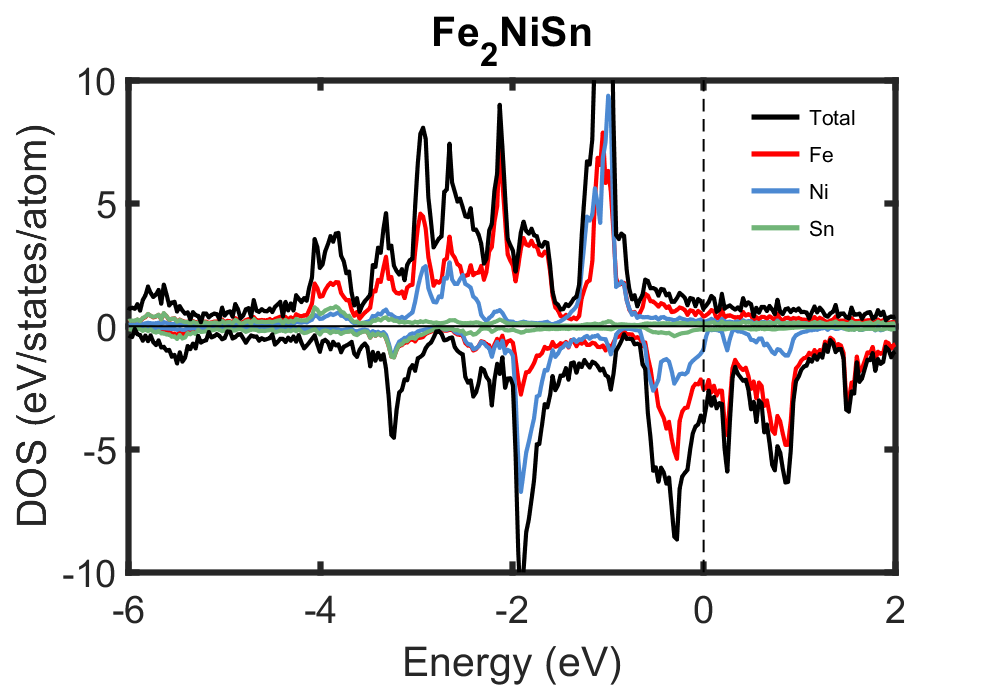 Fe₂NiSn
DOS (eV/states/atom)
10
5
0
-5
-10
Total
Fe
Ni
Sn
-6 -4 -2 0 2
Energy (eV)